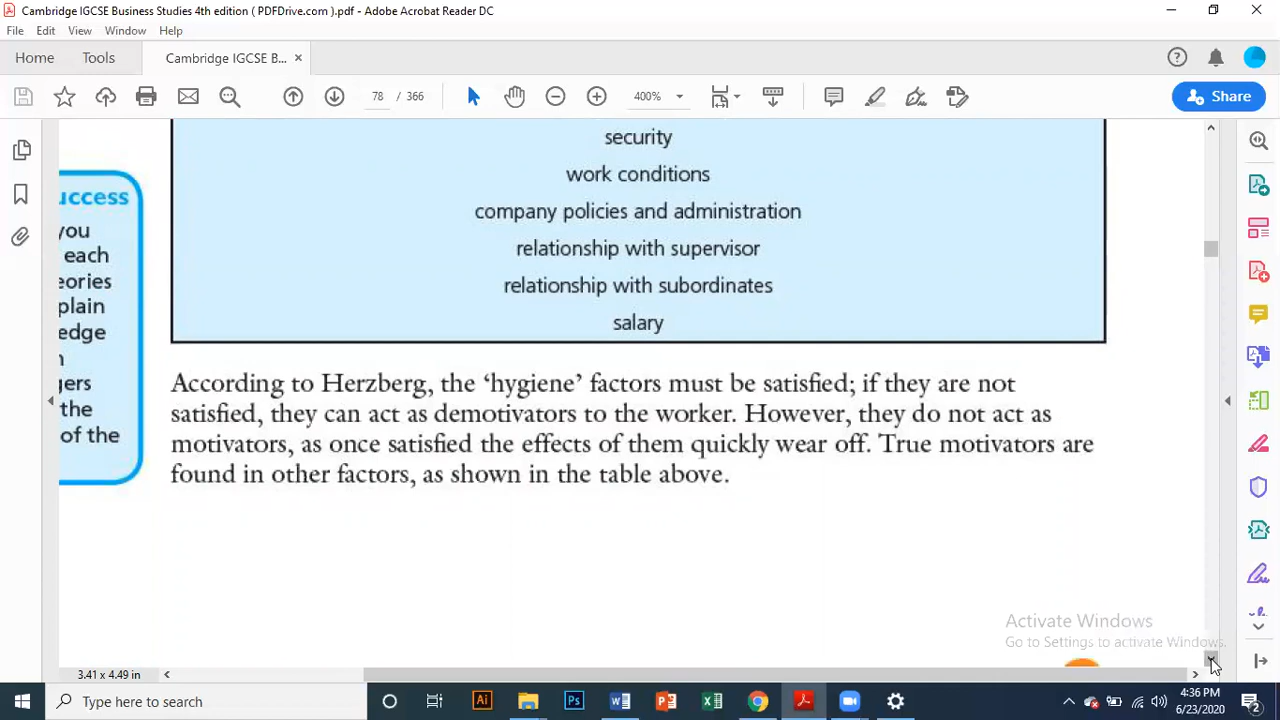 Cambridge IGCSE Business Studies 4th edition ( PDFDrive.com ).pdf - Adobe Acrobat Reader DC
File Edit View Window Help
Home Tools Cambridge IGCSE B... ×
78 / 366 400% Share
security
work conditions
company policies and administration
relationship with supervisor
relationship with subordinates
salary
uccess
you
each
eories
plain
edge
n
gers
the
of the
According to Herzberg, the ‘hygiene’ factors must be satisfied; if they are not
satisfied, they can act as demotivators to the worker. However, they do not act as
motivators, as once satisfied the effects of them quickly wear off. True motivators are
found in other factors, as shown in the table above.
Activate Windows
Go to Settings to activate Windows.
3.41 x 4.49 in
Type here to search
Ai Ps
4:36 PM
6/23/2020
2